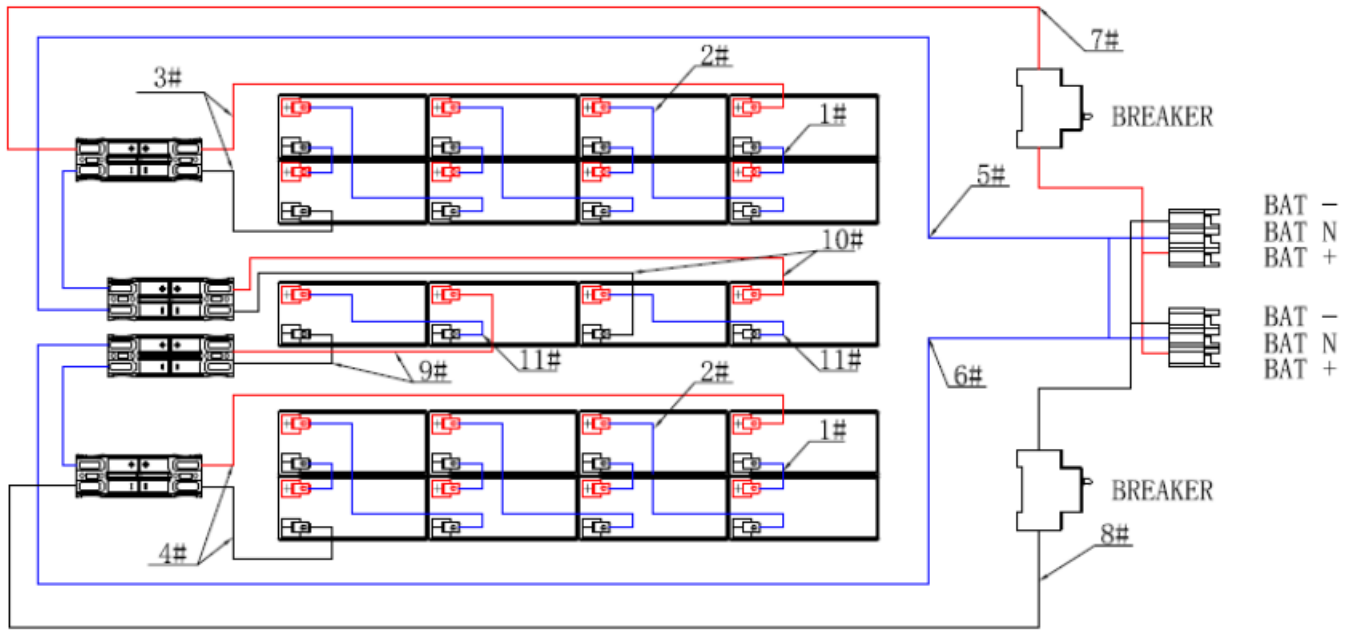 7#
2#
3#
1#
BREAKER
5#
BAT -
BAT N
BAT +
10#
BAT -
BAT N
BAT +
11#
11#
9#
6#
2#
1#
BREAKER
4#
8#